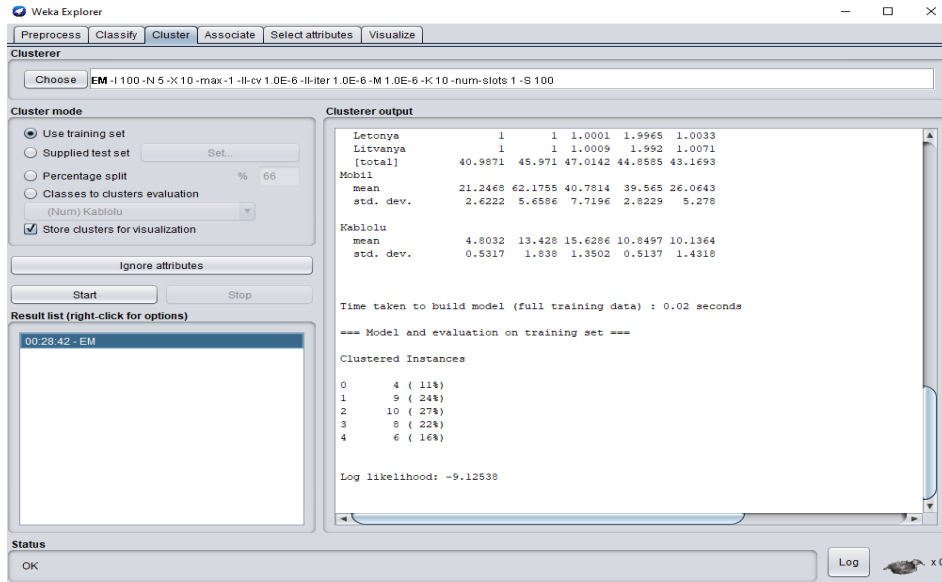 Weka Explorer
Preprocess Classify Cluster Associate Select attributes Visualize
Clusterer
Choose EM -I 100 -N 5 -X 10 -max -1 -ll-cv 1.0E-6 -ll-iter 1.0E-6 -M 1.0E-6 -K 10 -num-slots 1 -S 100
Cluster mode
Use training set
Supplied test set Set...
Percentage split % 66
Classes to clusters evaluation
(Num) Kablolu
Store clusters for visualization
Ignore attributes
Start Stop
Result list (right-click for options)
00:28:42 - EM
Clusterer output
Letonya 1 1 1.0001 1.9965 1.0033
Litvanya 1 1 1.0009 1.992 1.0071
[total] 40.9871 45.971 47.0142 44.8585 43.1693
Mobil
mean 21.2468 62.1755 40.7814 39.565 26.0643
std. dev. 2.6222 5.6586 7.7196 2.8229 5.278
Kablolu
mean 4.8032 13.428 15.6286 10.8497 10.1364
std. dev. 0.5317 1.838 1.3502 0.5137 1.4318
Time taken to build model (full training data) : 0.02 seconds
=== Model and evaluation on training set ===
Clustered Instances
0 4 ( 11%)
1 9 ( 24%)
2 10 ( 27%)
3 8 ( 22%)
4 6 ( 16%)
Log likelihood: -9.12538
Status
OK
Log
x 0